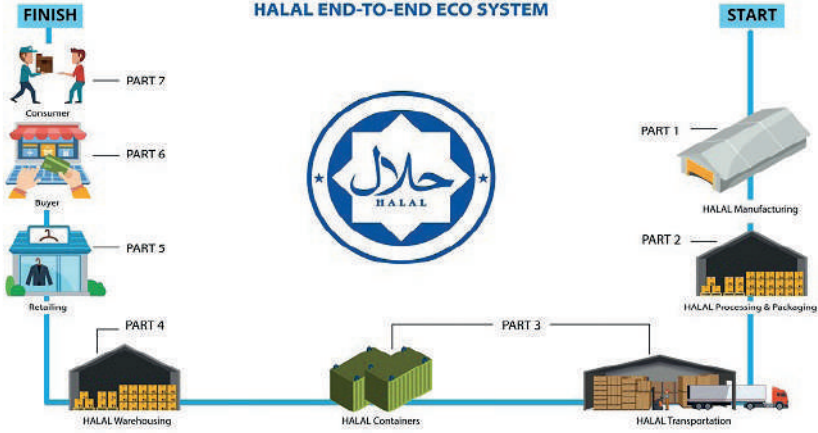 HALAL END-TO-END ECO SYSTEM
FINISH
START
PART 7
Consumer
PART 6
Buyer
PART 5
Retailing
PART 4
HALAL Warehousing
حلال
HALAL
PART 3
HALAL Containers
HALAL Transportation
PART 1
HALAL Manufacturing
PART 2
HALAL Processing & Packaging